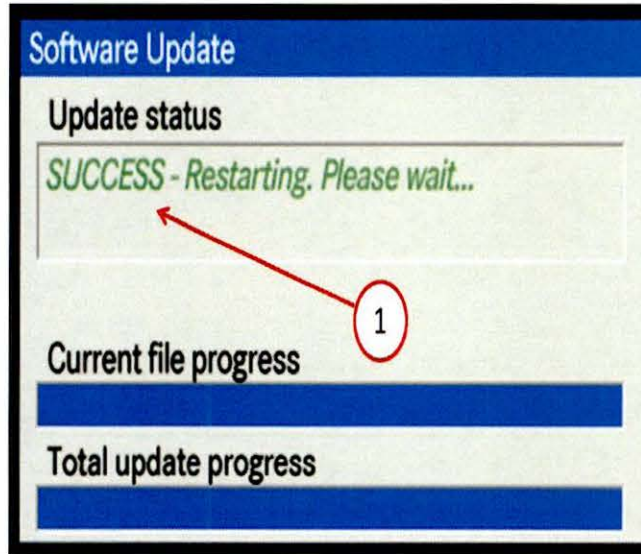 Software Update
Update status
SUCCESS - Restarting. Please wait...
1
Current file progress
Total update progress